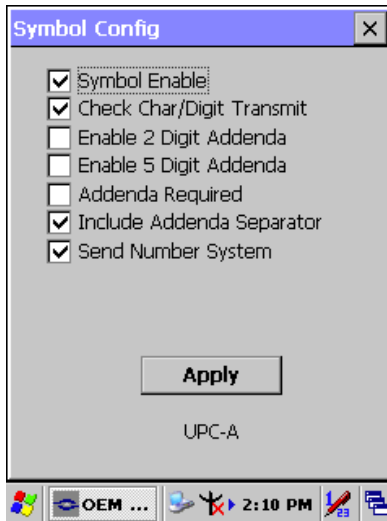 Symbol Config
Symbol Enable
Check Char/Digit Transmit
Enable 2 Digit Addenda
Enable 5 Digit Addenda
Addenda Required
Include Addenda Separator
Send Number System
Apply
UPC-A
OEM ... 2:10 PM